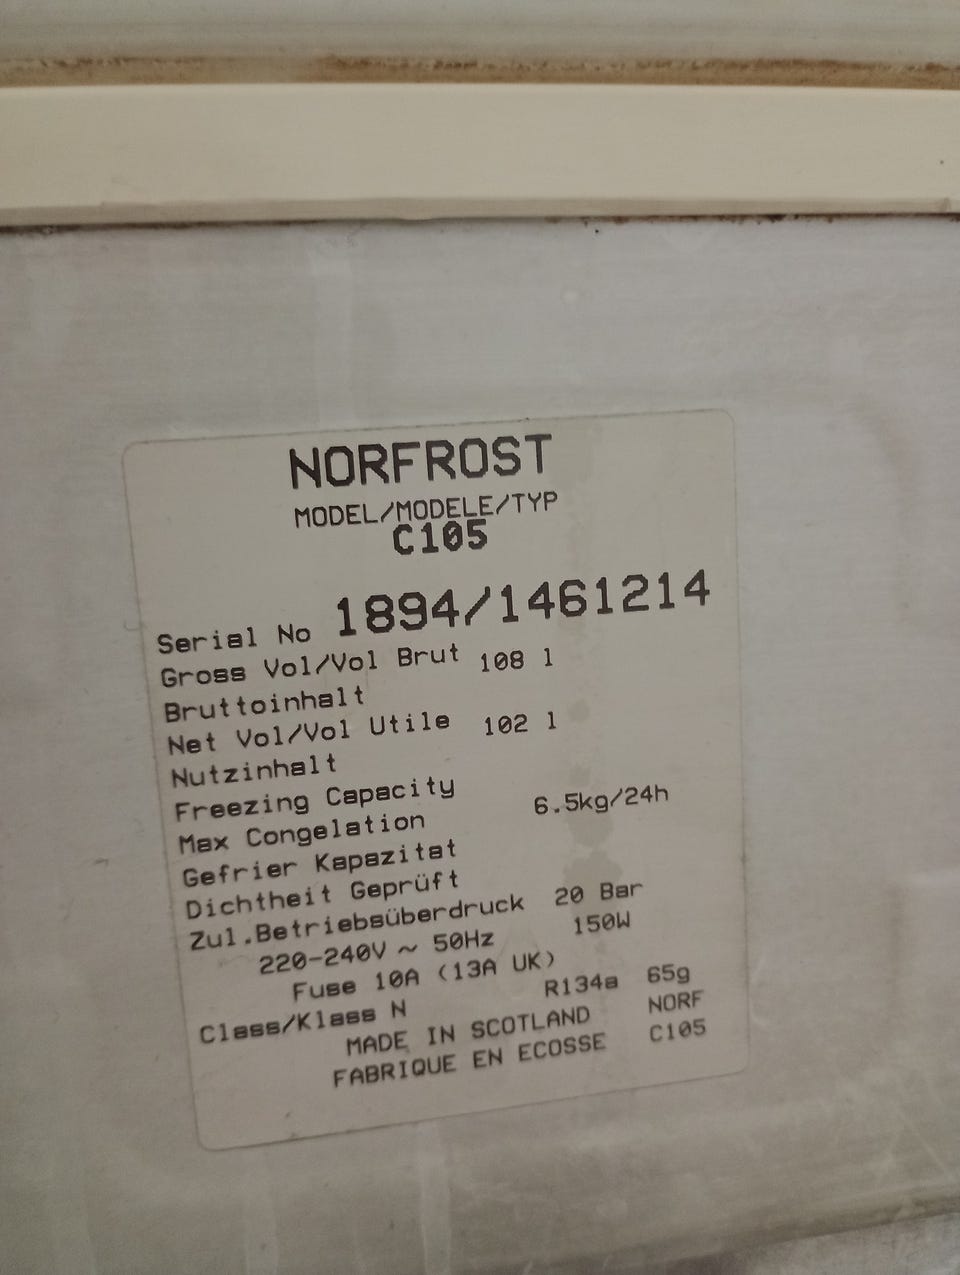 NORFROST
MODEL/MODELE/TYP
C105
Serial No 1894/1461214
Gross Vol/Vol Brut 108 l
Bruttoinhalt
Net Vol/Vol Utile 102 l
Nutzinhalt
Freezing Capacity
Max Congelation 6.5kg/24h
Gefrier Kapazitat
Dichtheit Geprüft
Zul.Betriebsüberdruck 20 Bar
220-240V ~ 50Hz 150W
Fuse 10A (13A UK)
Class/Klass N R134a 65g
MADE IN SCOTLAND NORF
FABRIQUE EN ECOSSE C105